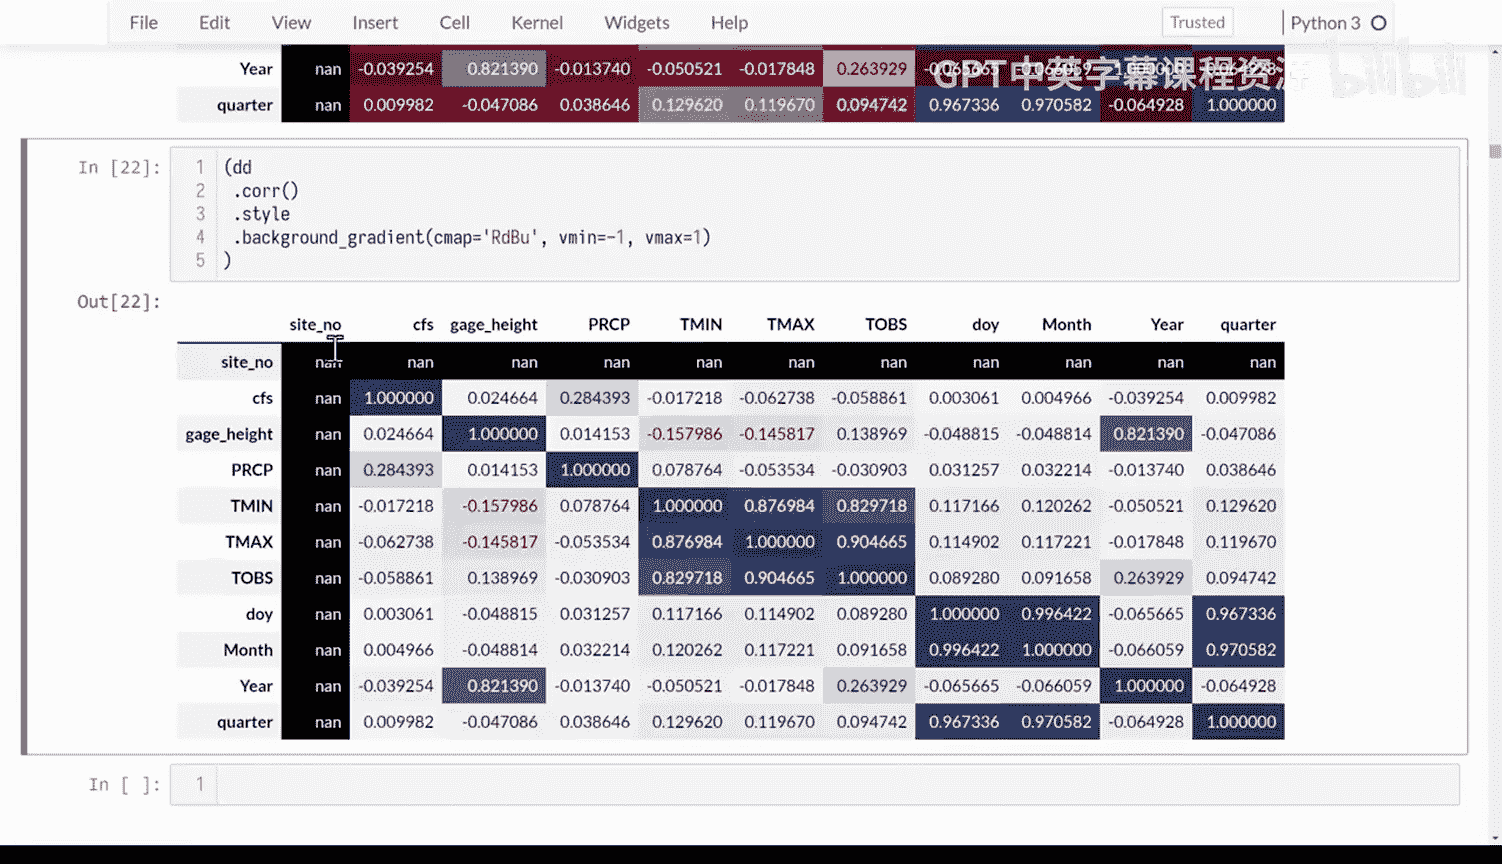 File Edit View Insert Cell Kernel Widgets Help Trusted Python 3
GPT中英字幕课程资源 bilibili
Year nan -0.039254 0.821390 -0.013740 -0.050521 -0.017848 0.263929 -0.065665 -0.066059 1.000000 -0.064928
quarter nan 0.009982 -0.047086 0.038646 0.129620 0.119670 0.094742 0.967336 0.970582 -0.064928 1.000000
In [22]:
1 (dd
2 .corr()
3 .style
4 .background_gradient(cmap='RdBu', vmin=-1, vmax=1)
5 )
Out[22]:
site_no cfs gage_height PRCP TMIN TMAX TOBS doy Month Year quarter
site_no nan nan nan nan nan nan nan nan nan nan nan
cfs nan 1.000000 0.024664 0.284393 -0.017218 -0.062738 -0.058861 0.003061 0.004966 -0.039254 0.009982
gage_height nan 0.024664 1.000000 0.014153 -0.157986 -0.145817 0.138969 -0.048815 -0.048814 0.821390 -0.047086
PRCP nan 0.284393 0.014153 1.000000 0.078764 -0.053534 -0.030903 0.031257 0.032214 -0.013740 0.038646
TMIN nan -0.017218 -0.157986 0.078764 1.000000 0.876984 0.829718 0.117166 0.120262 -0.050521 0.129620
TMAX nan -0.062738 -0.145817 -0.053534 0.876984 1.000000 0.904665 0.114902 0.117221 -0.017848 0.119670
TOBS nan -0.058861 0.138969 -0.030903 0.829718 0.904665 1.000000 0.089280 0.091658 0.263929 0.094742
doy nan 0.003061 -0.048815 0.031257 0.117166 0.114902 0.089280 1.000000 0.996422 -0.065665 0.967336
Month nan 0.004966 -0.048814 0.032214 0.120262 0.117221 0.091658 0.996422 1.000000 -0.066059 0.970582
Year nan -0.039254 0.821390 -0.013740 -0.050521 -0.017848 0.263929 -0.065665 -0.066059 1.000000 -0.064928
quarter nan 0.009982 -0.047086 0.038646 0.129620 0.119670 0.094742 0.967336 0.970582 -0.064928 1.000000
In [ ]:
1